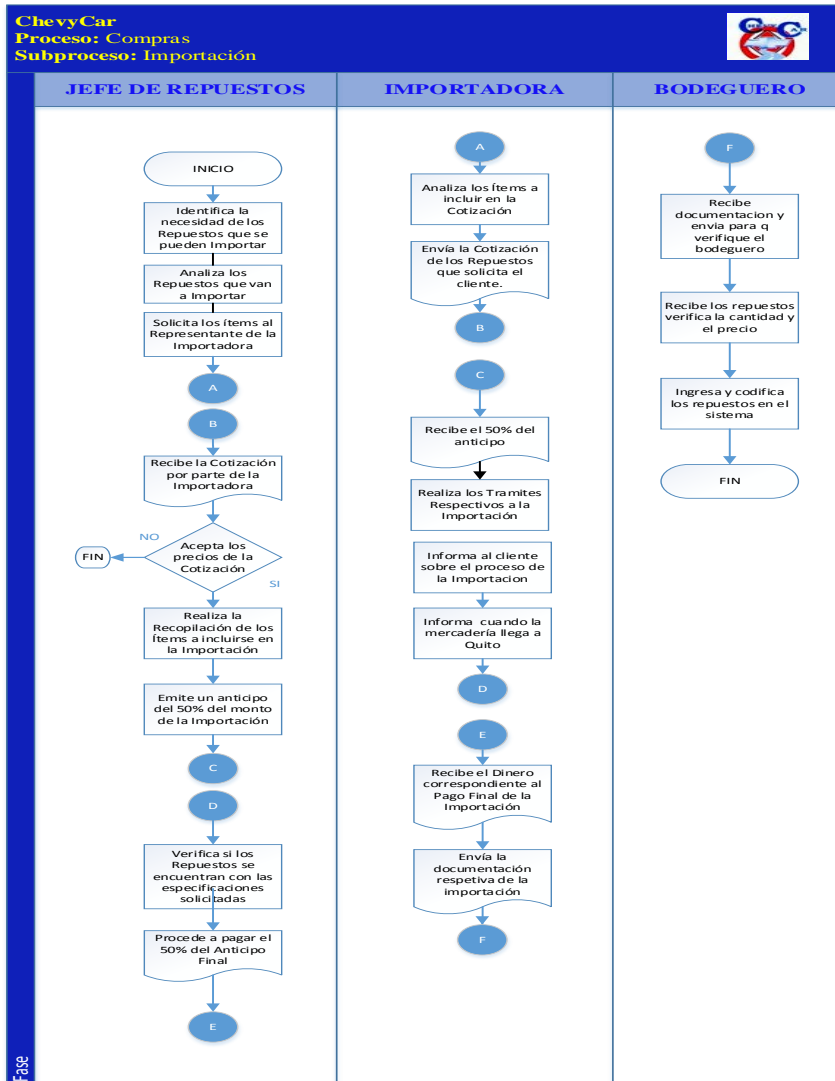 ChevyCar
Proceso: Compras
Subproceso: Importación
JEFE DE REPUESTOS
INICIO
Identifica la
necesidad de los
Repuestos que se
pueden Importar
Analiza los
Repuestos que van
a Importar
Solicita los ítems al
Representante de la
Importadora
A
B
Recibe la Cotización
por parte de la
Importadora
Acepta los
precios de la
Cotización
NO
FIN
SI
Realiza la
Recopilación de los
Ítems a incluirse en
la Importación
Emite un anticipo
del 50% del monto
de la Importación
C
D
Verifica si los
Repuestos se
encuentran con las
especificaciones
solicitadas
Procede a pagar el
50% del Anticipo
Final
E
IMPORTADORA
A
Analiza los Ítems a
incluir en la
Cotización
Envía la Cotización
de los Repuestos
que solicita el
cliente.
B
C
Recibe el 50% del
anticipo
Realiza los Tramites
Respectivos a la
Importación
Informa al cliente
sobre el proceso de
la Importacion
Informa cuando la
mercadería llega a
Quito
D
E
Recibe el Dinero
correspondiente al
Pago Final de la
Importación
Envía la
documentación
respetiva de la
importación
F
BODEGUERO
F
Recibe
documentacion y
envia para q
verifique el
bodeguero
Recibe los repuestos
verifica la cantidad y
el precio
Ingresa y codifica
los repuestos en el
sistema
FIN
Fase